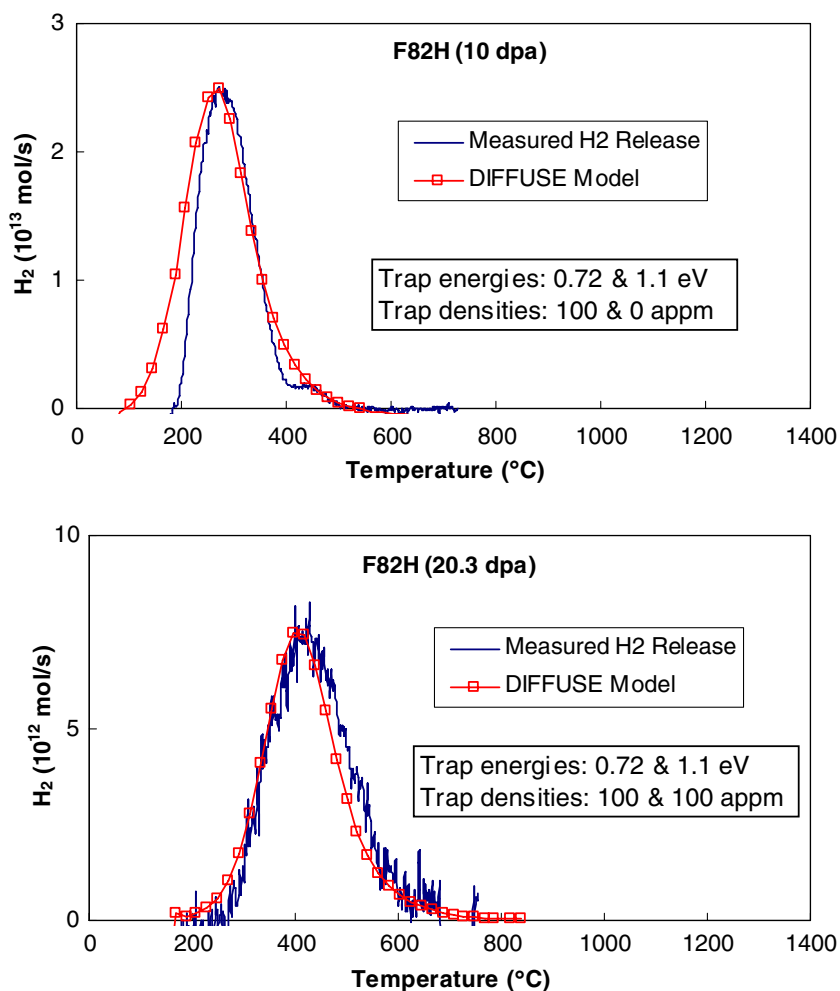 F82H (10 dpa)
3
2
1
0
H₂ (10¹³ mol/s)
Measured H2 Release
DIFFUSE Model
Trap energies: 0.72 & 1.1 eV
Trap densities: 100 & 0 appm
0 200 400 600 800 1000 1200 1400
Temperature (°C)
F82H (20.3 dpa)
10
5
0
H₂ (10¹² mol/s)
Measured H2 Release
DIFFUSE Model
Trap energies: 0.72 & 1.1 eV
Trap densities: 100 & 100 appm
0 200 400 600 800 1000 1200 1400
Temperature (°C)